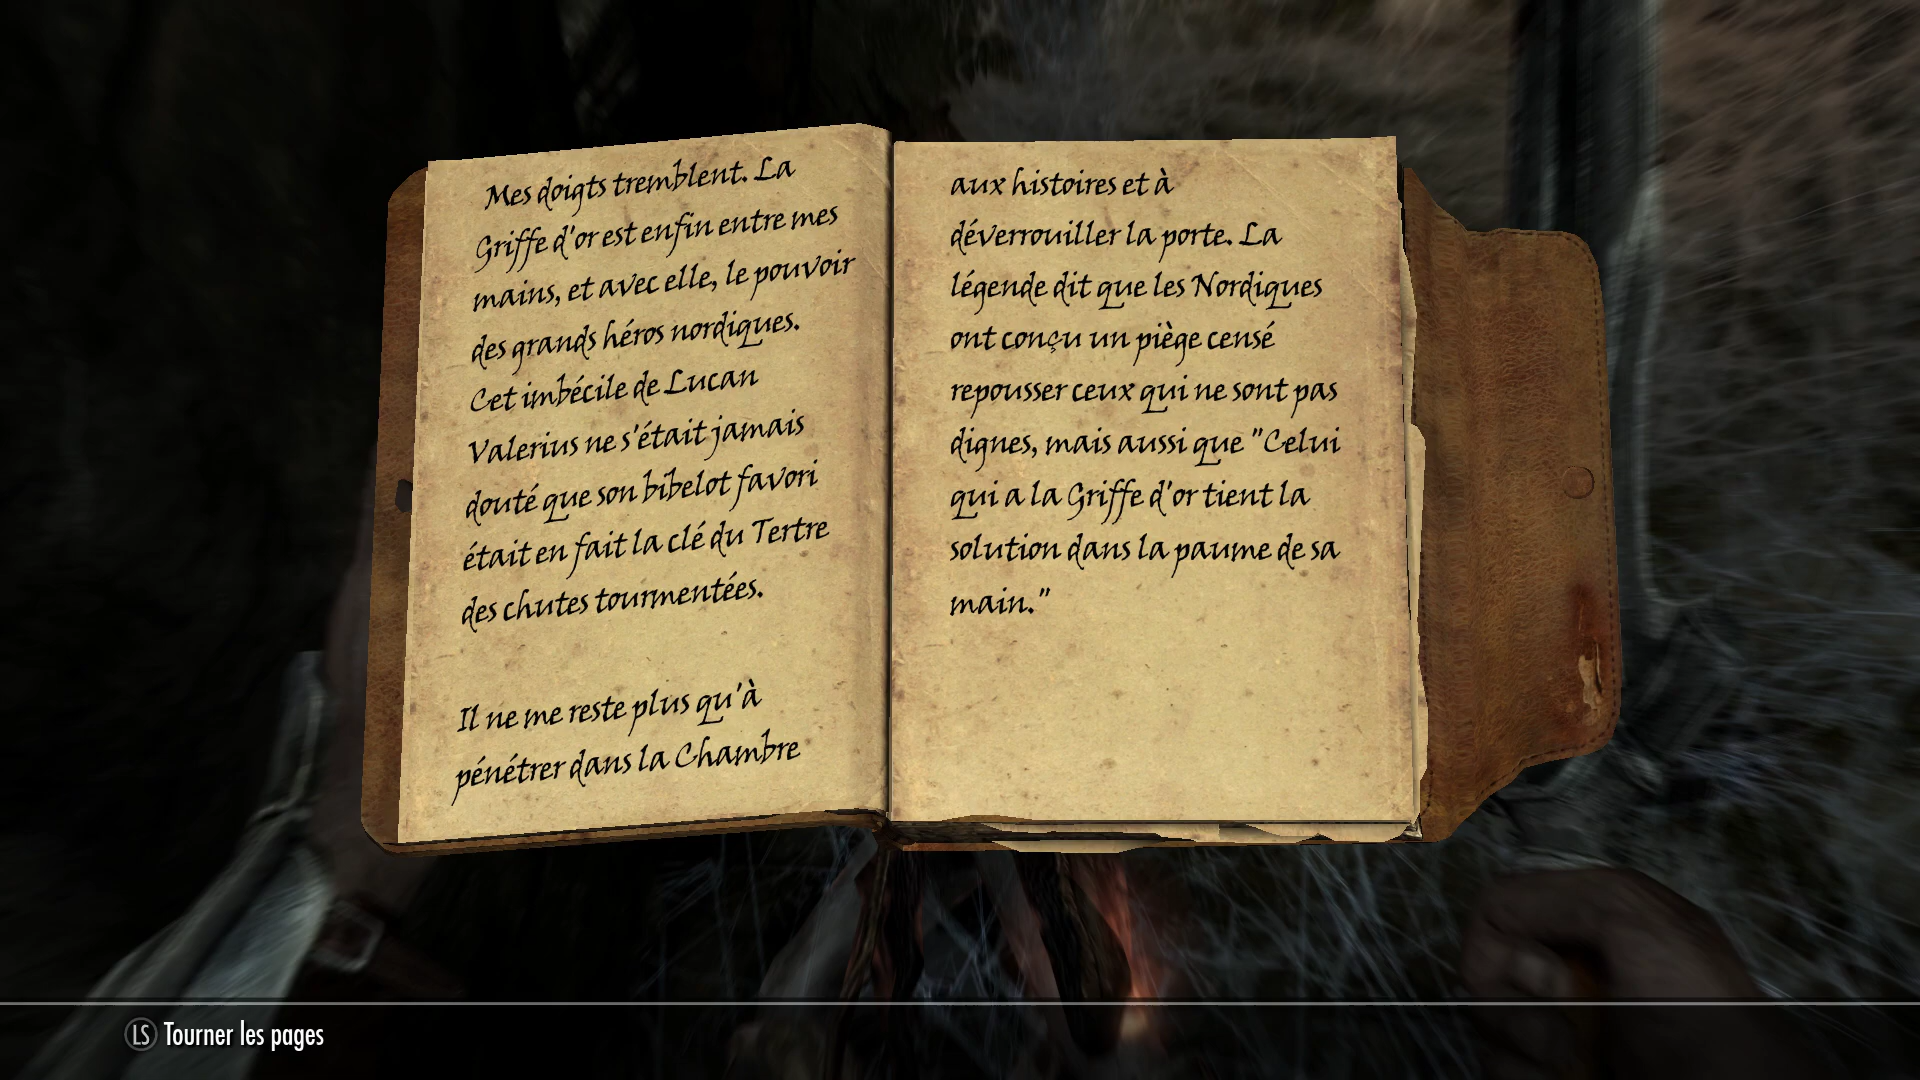 Mes doigts tremblent. La
Griffe d'or est enfin entre mes
mains, et avec elle, le pouvoir
des grands héros nordiques.
Cet imbécile de Lucan
Valerius ne s'était jamais
douté que son bibelot favori
était en fait la clé du Tertre
des chutes tourmentées.
Il ne me reste plus qu'à
pénétrer dans la Chambre
aux histoires et à
déverrouiller la porte. La
légende dit que les Nordiques
ont conçu un piège censé
repousser ceux qui ne sont pas
dignes, mais aussi que "Celui
qui a la Griffe d'or tient la
solution dans la paume de sa
main."
LS Tourner les pages